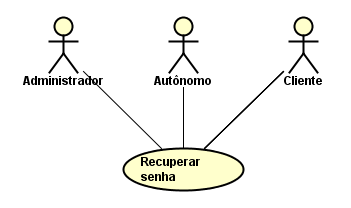 Administrador
Autônomo
Cliente
Recuperar
senha